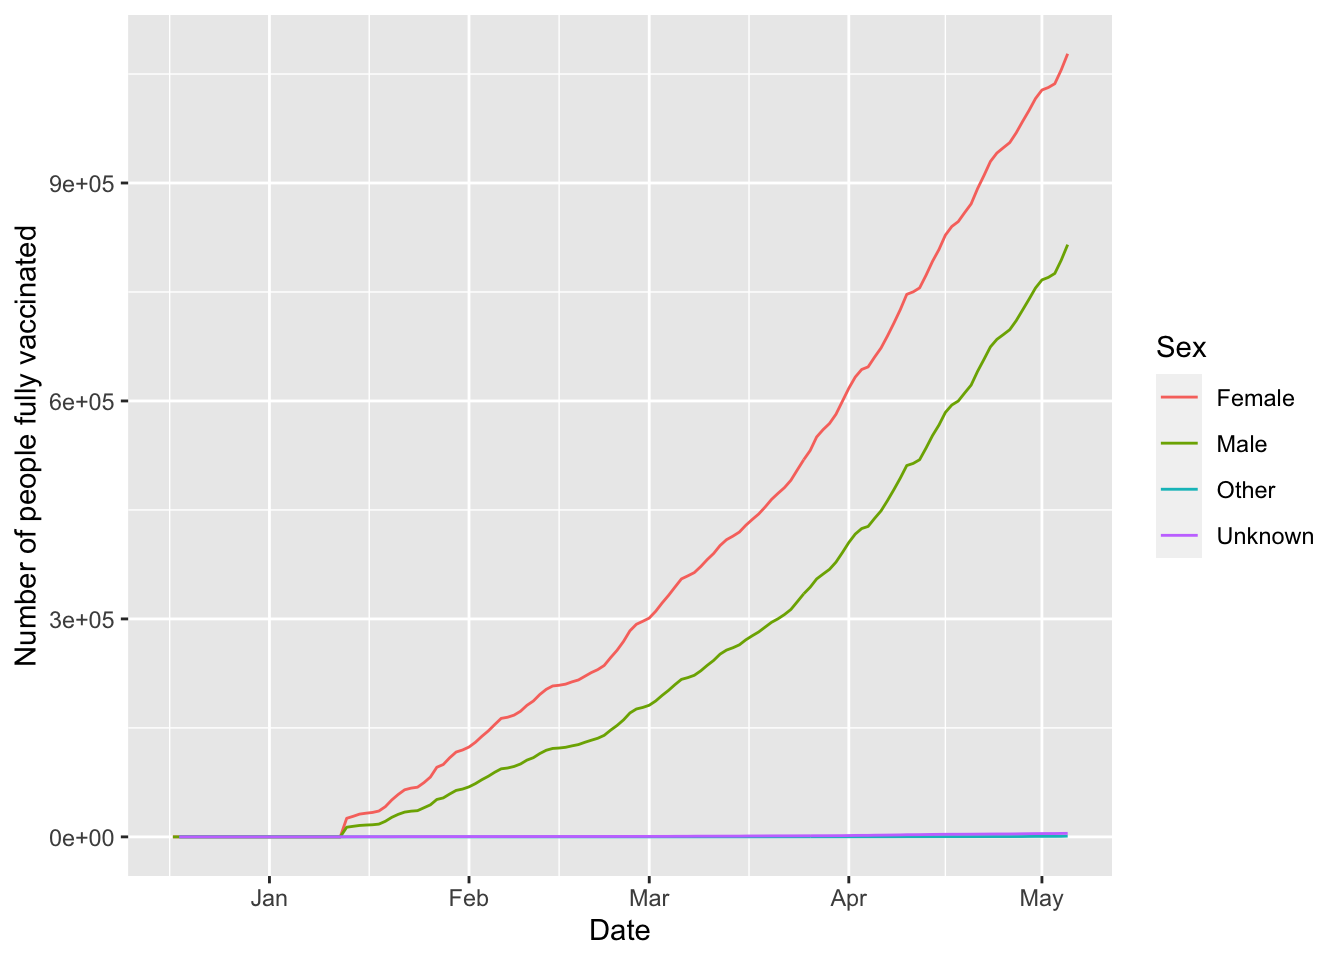 Number of people fully vaccinated
9e+05
6e+05
3e+05
0e+00
Jan Feb Mar Apr May
Date
Sex
Female
Male
Other
Unknown